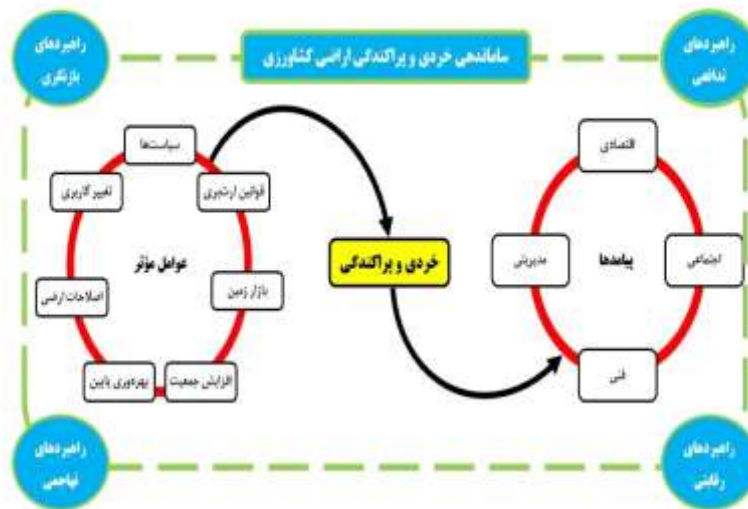 راهبردهای
تدافعی
ساماندهی خردی و پراکندگی اراضی کشاورزی
راهبردهای
بازنگری
اقتصادی
اجتماعی
پیامدها
مدیریتی
فنی
خردی و پراکندگی
سیاست‌ها
قوانین ارث‌بری
تغییر کاربری
عوامل مؤثر
بازار زمین
اصلاحات ارضی
افزایش جمعیت
بهره‌وری پایین
راهبردهای
رقابتی
راهبردهای
تهاجمی